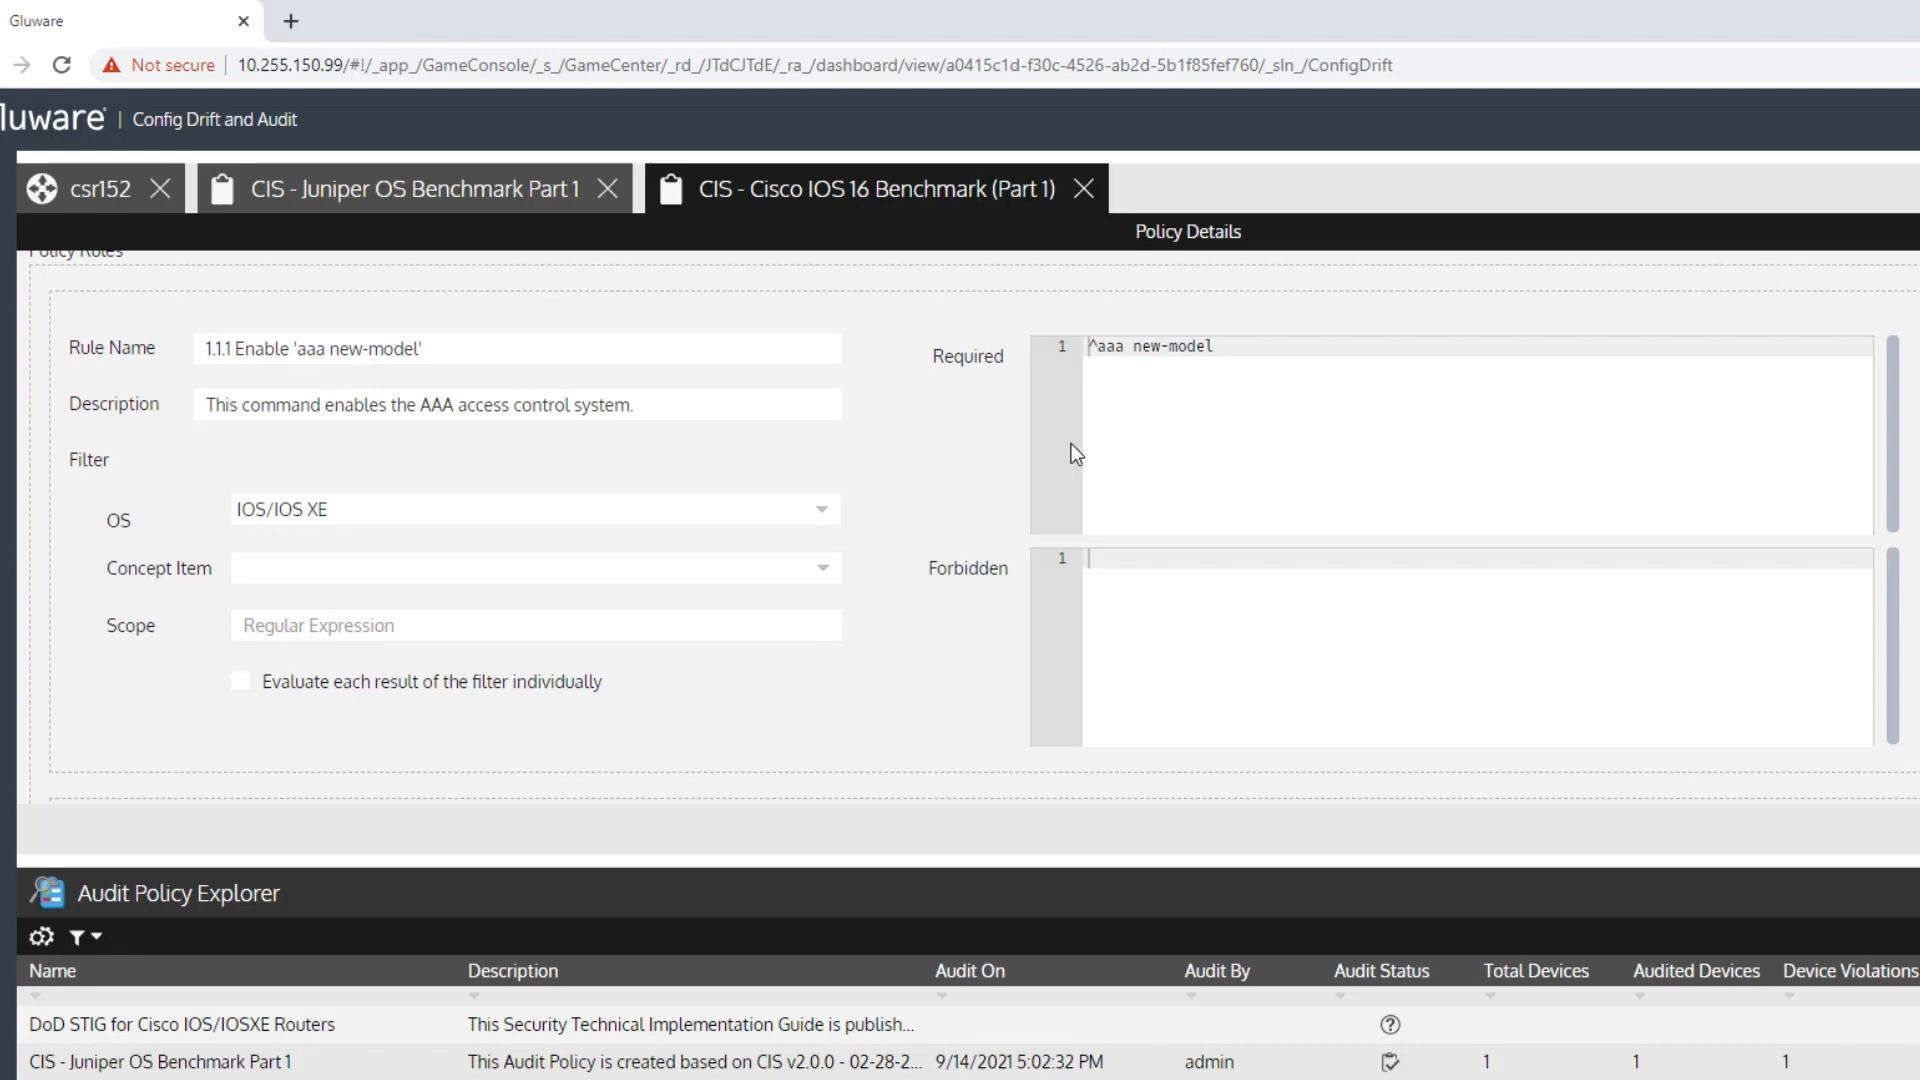 Gluware
Not secure
10.255.150.99/#!/_app_/GameConsole/_s_/GameCenter/_rd_/JTdCJTdE/_ra_/dashboard/view/a0415c1d-f30c-4526-ab2d-5b1f85fef760/_sln_/ConfigDrift
luware | Config Drift and Audit
csr152
CIS - Juniper OS Benchmark Part 1
CIS - Cisco IOS 16 Benchmark (Part 1)
Policy Details
Policy Rules
Rule Name
1.1.1 Enable 'aaa new-model'
Required
1 ^aaa new-model
Description
This command enables the AAA access control system.
Filter
OS
IOS/IOS XE
Concept Item
Forbidden
1
Scope
Regular Expression
Evaluate each result of the filter individually
Audit Policy Explorer
Name Description Audit On Audit By Audit Status Total Devices Audited Devices Device Violations
DoD STIG for Cisco IOS/IOSXE Routers This Security Technical Implementation Guide is publish...
CIS - Juniper OS Benchmark Part 1 This Audit Policy is created based on CIS v2.0.0 - 02-28-2... 9/14/2021 5:02:32 PM admin 1 1 1